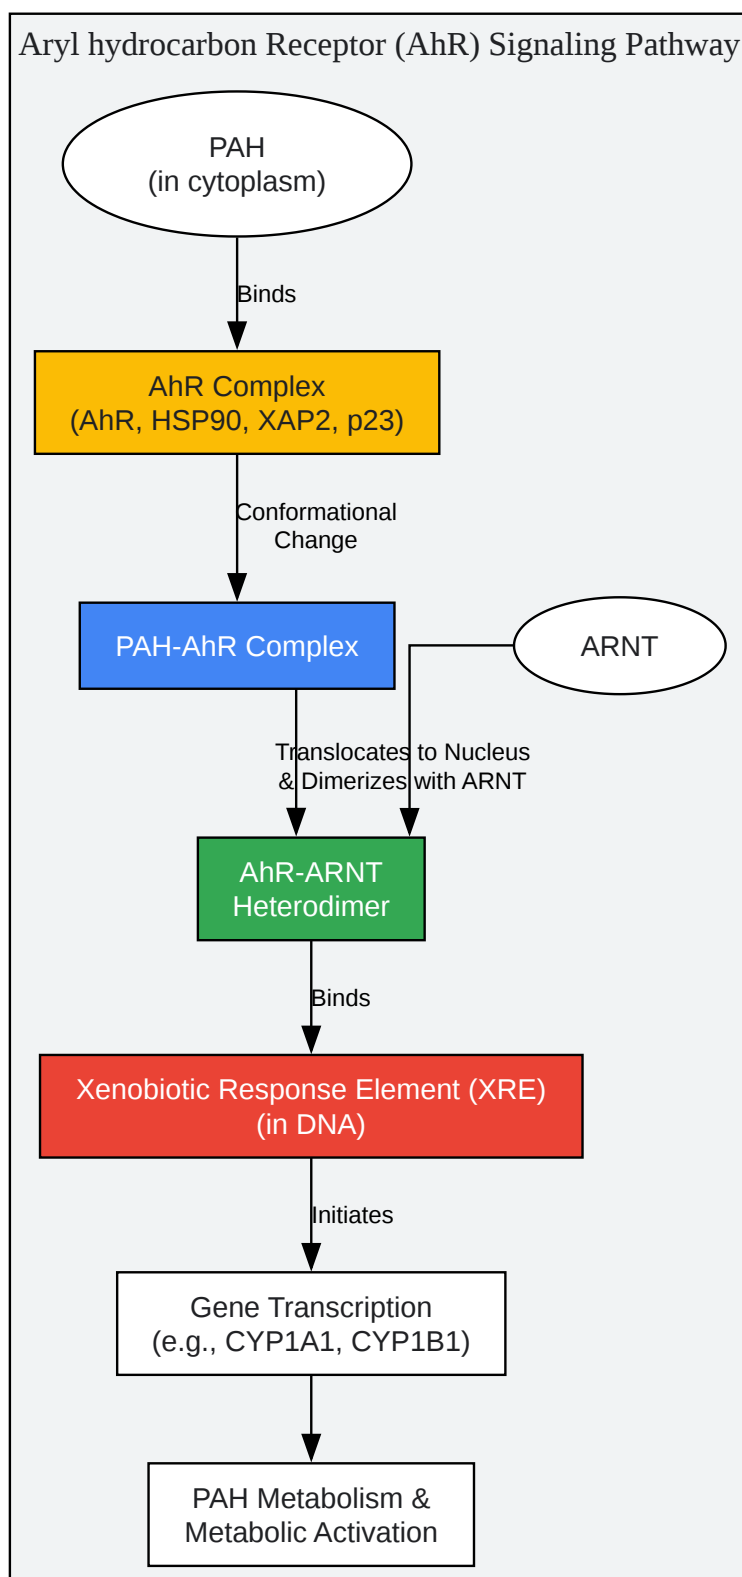 Aryl hydrocarbon Receptor (AhR) Signaling Pathway
PAH
(in cytoplasm)
Binds
AhR Complex
(AhR, HSP90, XAP2, p23)
Conformational
Change
PAH-AhR Complex
ARNT
Translocates to Nucleus
& Dimerizes with ARNT
AhR-ARNT
Heterodimer
Binds
Xenobiotic Response Element (XRE)
(in DNA)
Initiates
Gene Transcription
(e.g., CYP1A1, CYP1B1)
PAH Metabolism &
Metabolic Activation